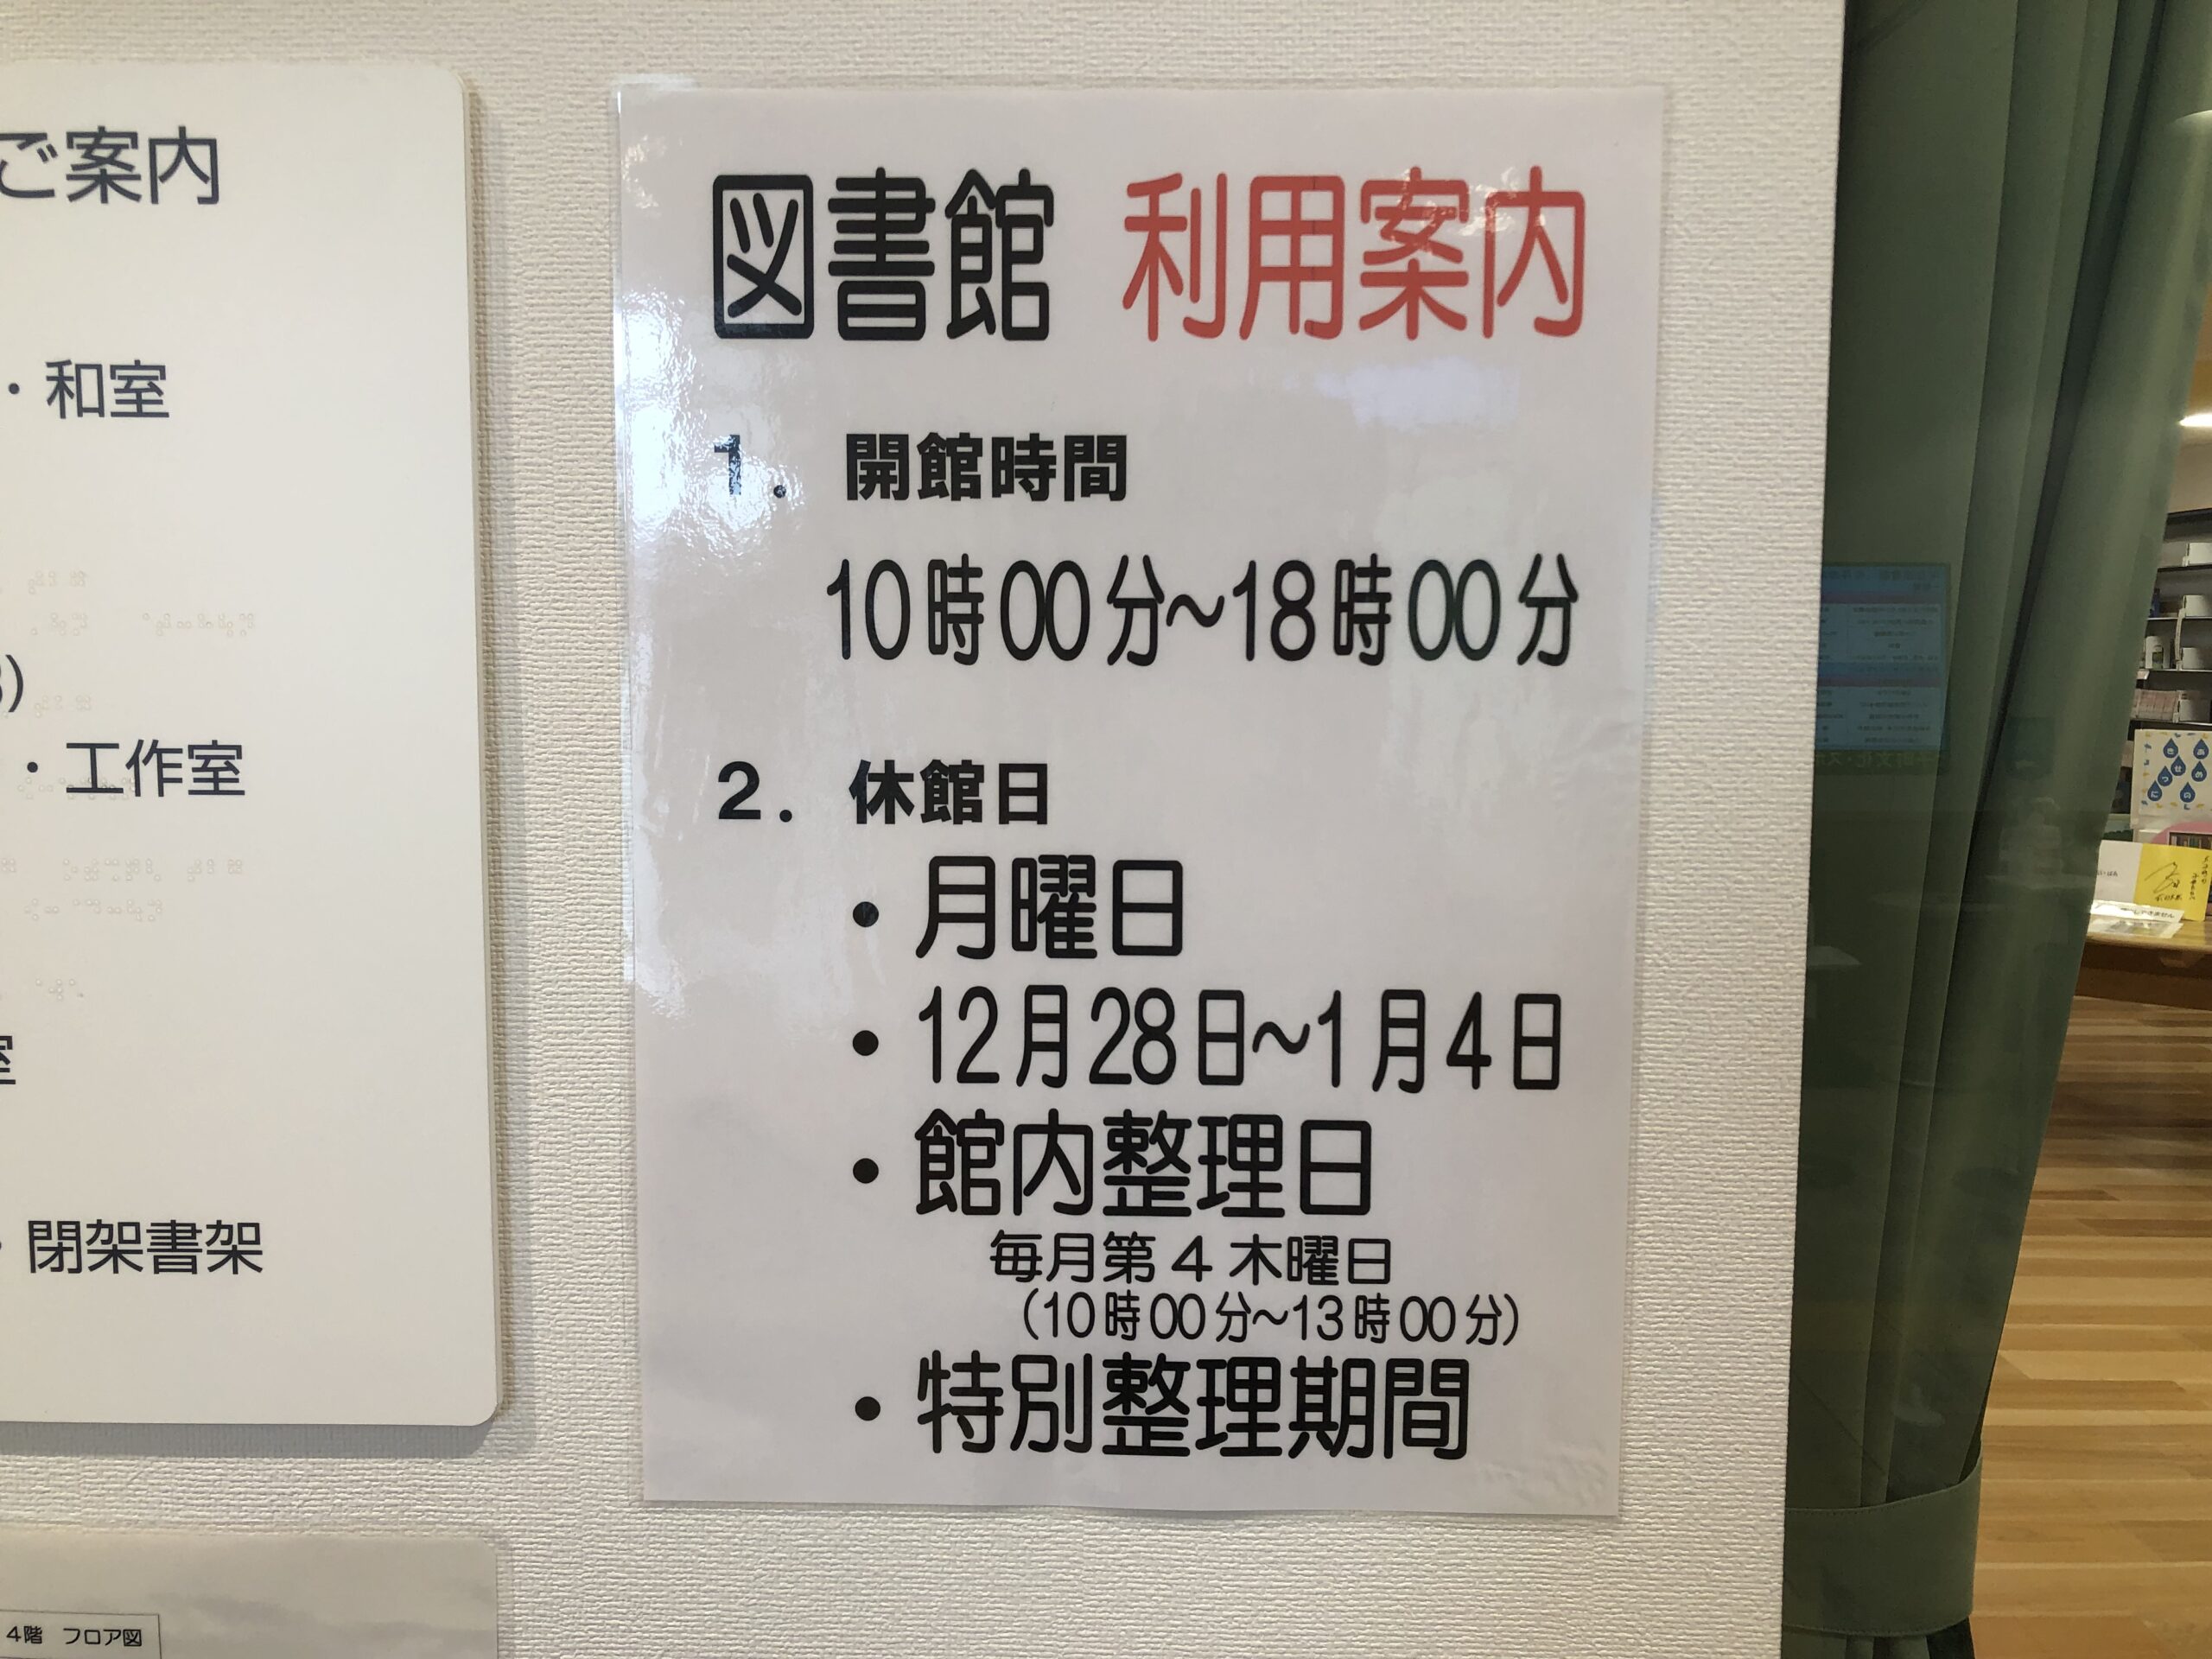 ご案内
・和室
3)
・工作室
室
・閉架書架
4階 フロア図
図書館 利用案内
1. 開館時間
10時00分~18時00分
2. 休館日
・月曜日
・12月28日~1月4日
・館内整理日
毎月第4木曜日
(10時00分~13時00分)
・特別整理期間